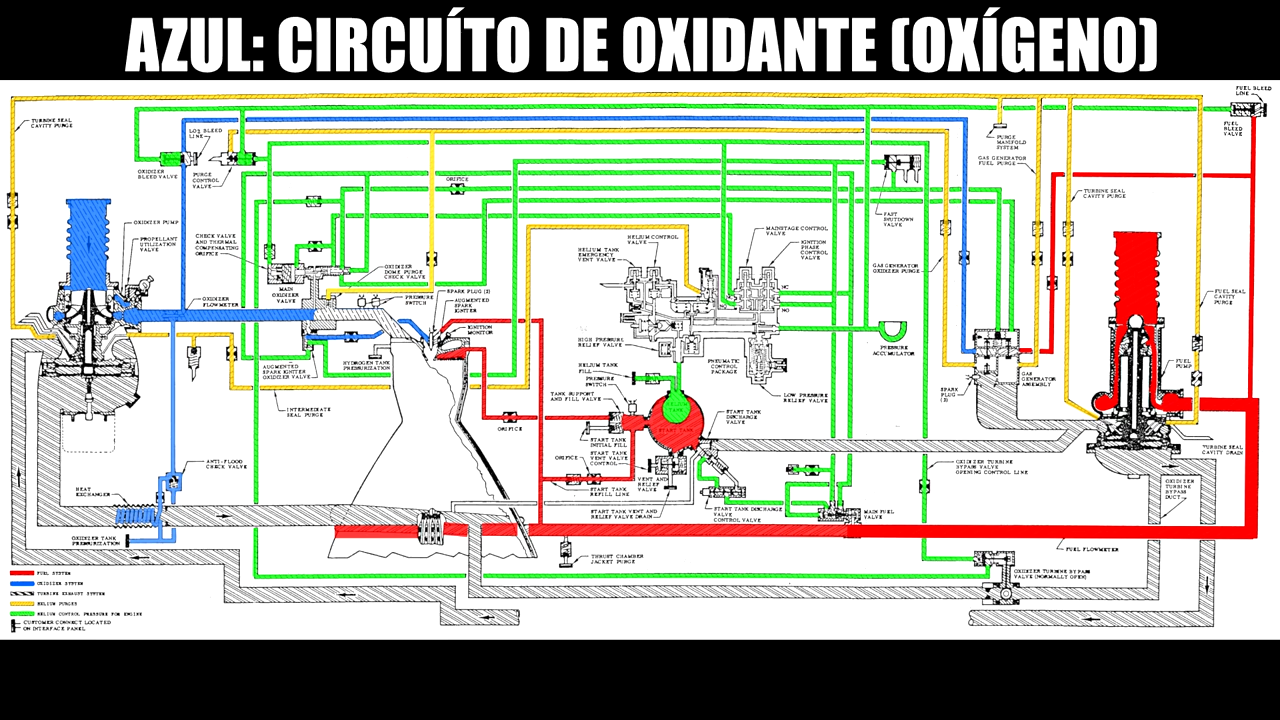 AZUL: CIRCUÍTO DE OXIDANTE (OXÍGENO)
FUEL BLEED
LINE
TURBINE SEAL
CAVITY PURGE
LO2 BLEED
LINE
FUEL
BLEED
VALVE
PURGE
MANIFOLD
SYSTEM
OXIDIZER
BLEED VALVE
PURGE
CONTROL
VALVE
GAS GENERATOR
FUEL PURGE
ORIFICE
TURBINE SEAL
CAVITY PURGE
FAST
SHUTDOWN
VALVE
OXIDIZER PUMP
PROPELLANT
UTILIZATION
VALVE
CHECK VALVE
AND THERMAL
COMPENSATING
ORIFICE
HELIUM CONTROL
VALVE
MAINSTAGE CONTROL
VALVE
IGNITION
PHASE
CONTROL
VALVE
HELIUM TANK
EMERGENCY
VENT VALVE
OXIDIZER
DOME PURGE
CHECK VALVE
GAS GENERATOR
OXIDIZER PURGE
MAIN
OXIDIZER
VALVE
NC
NO
SPARK PLUG (2)
AUGMENTED
SPARK
IGNITER
PRESSURE
SWITCH
OXIDIZER
FLOWMETER
FUEL SEAL
CAVITY
PURGE
IGNITION
MONITOR
HIGH PRESSURE
RELIEF VALVE
PRESSURE
ACCUMULATOR
HYDROGEN TANK
PRESSURIZATION
AUGMENTED
SPARK IGNITER
OXIDIZER VALVE
HELIUM TANK
FILL
PRESSURE
SWITCH
PNEUMATIC
CONTROL
PACKAGE
FUEL
PUMP
GAS
GENERATOR
ASSEMBLY
SPARK
PLUG
(2)
TANK SUPPORT
AND FILL VALVE
LOW PRESSURE
RELIEF VALVE
HELIUM
TANK
INTERMEDIATE
SEAL PURGE
START TANK
DISCHARGE
VALVE
ORIFICE
START TANK
START TANK
INITIAL FILL
START TANK
VENT VALVE
CONTROL
TURBINE SEAL
CAVITY DRAIN
ORIFICE
ANTI-FLOOD
CHECK VALVE
OXIDIZER TURBINE
BYPASS VALVE
OPENING CONTROL LINE
VENT AND
RELIEF
VALVE
OXIDIZER
TURBINE
BYPASS
DUCT
HEAT
EXCHANGER
START TANK
REFILL LINE
START TANK VENT AND
RELIEF VALVE DRAIN
START TANK DISCHARGE
VALVE
CONTROL VALVE
MAIN FUEL
VALVE
OXIDIZER TANK
PRESSURIZATION
FUEL FLOWMETER
THRUST CHAMBER
JACKET PURGE
OXIDIZER TURBINE BYPASS
VALVE (NORMALLY OPEN)
FUEL SYSTEM
OXIDIZER SYSTEM
TURBINE EXHAUST SYSTEM
HELIUM PURGES
HELIUM CONTROL PRESSURE FOR ENGINE
CUSTOMER CONNECT LOCATED
ON INTERFACE PANEL